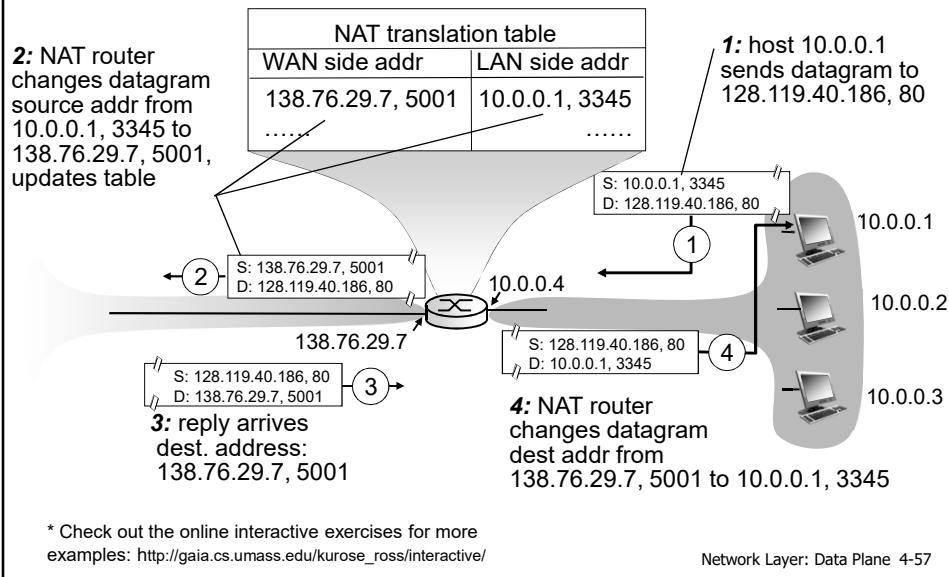 NAT translation table
WAN side addr LAN side addr
138.76.29.7, 5001 10.0.0.1, 3345
…… ……
2: NAT router
changes datagram
source addr from
10.0.0.1, 3345 to
138.76.29.7, 5001,
updates table
1: host 10.0.0.1
sends datagram to
128.119.40.186, 80
S: 10.0.0.1, 3345
D: 128.119.40.186, 80
1
10.0.0.1
10.0.0.2
10.0.0.3
S: 138.76.29.7, 5001
D: 128.119.40.186, 80
2
10.0.0.4
138.76.29.7
S: 128.119.40.186, 80
D: 138.76.29.7, 5001
3
3: reply arrives
dest. address:
138.76.29.7, 5001
S: 128.119.40.186, 80
D: 10.0.0.1, 3345
4
4: NAT router
changes datagram
dest addr from
138.76.29.7, 5001 to 10.0.0.1, 3345
* Check out the online interactive exercises for more
examples: http://gaia.cs.umass.edu/kurose_ross/interactive/
Network Layer: Data Plane 4-57